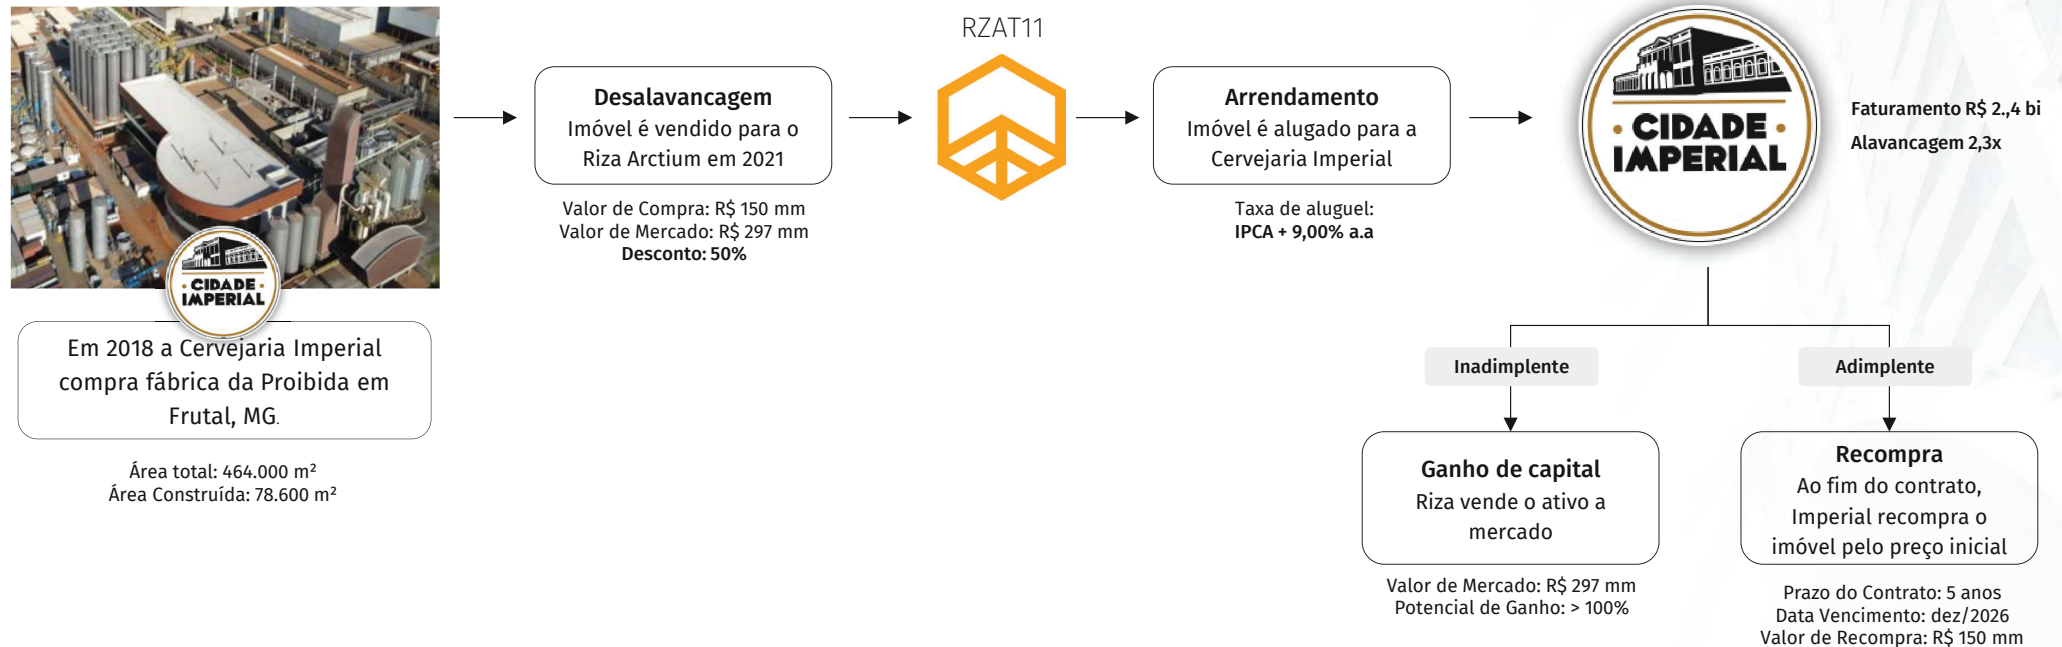 CIDADE
IMPERIAL
Em 2018 a Cervejaria Imperial
compra fábrica da Proibida em
Frutal, MG.
Área total: 464.000 m²
Área Construída: 78.600 m²
Desalavancagem
Imóvel é vendido para o
Riza Arctium em 2021
Valor de Compra: R$ 150 mm
Valor de Mercado: R$ 297 mm
Desconto: 50%
RZAT11
Arrendamento
Imóvel é alugado para a
Cervejaria Imperial
Taxa de aluguel:
IPCA + 9,00% a.a
• CIDADE •
IMPERIAL
Faturamento R$ 2.,4 bi
Alavancagem 2,3x
Inadimplente
Ganho de capital
Riza vende o ativo a
mercado
Valor de Mercado: R$ 297 mm
Potencial de Ganho: > 100%
Adimplente
Recompra
Ao fim do contrato,
Imperial recompra o
imóvel pelo preço inicial
Prazo do Contrato: 5 anos
Data Vencimento: dez/2026
Valor de Recompra: R$ 150 mm